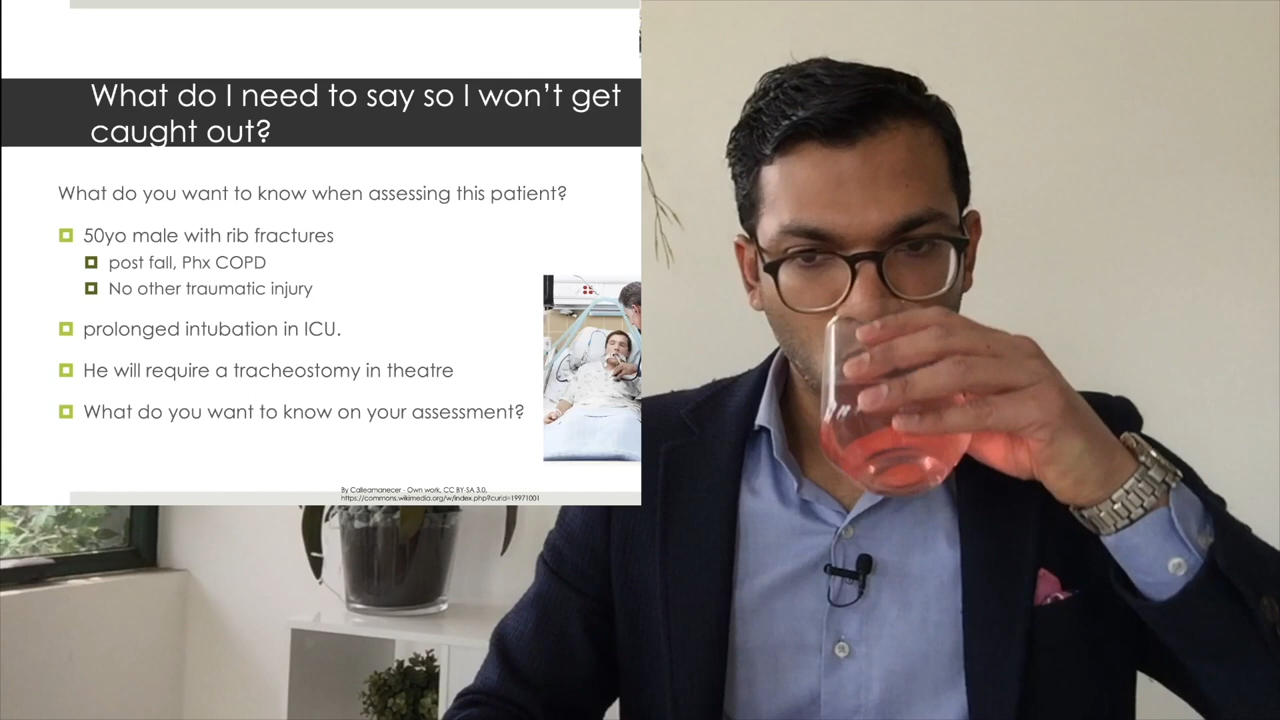 What do I need to say so I won't get
caught out?
What do you want to know when assessing this patient?
50yo male with rib fractures
post fall, Phx COPD
No other traumatic injury
prolonged intubation in ICU.
He will require a tracheostomy in theatre
What do you want to know on your assessment?
By Calleamanecer - Own work, CC BY-SA 3.0,
https://commons.wikimedia.org/w/index.php?curid=19971001